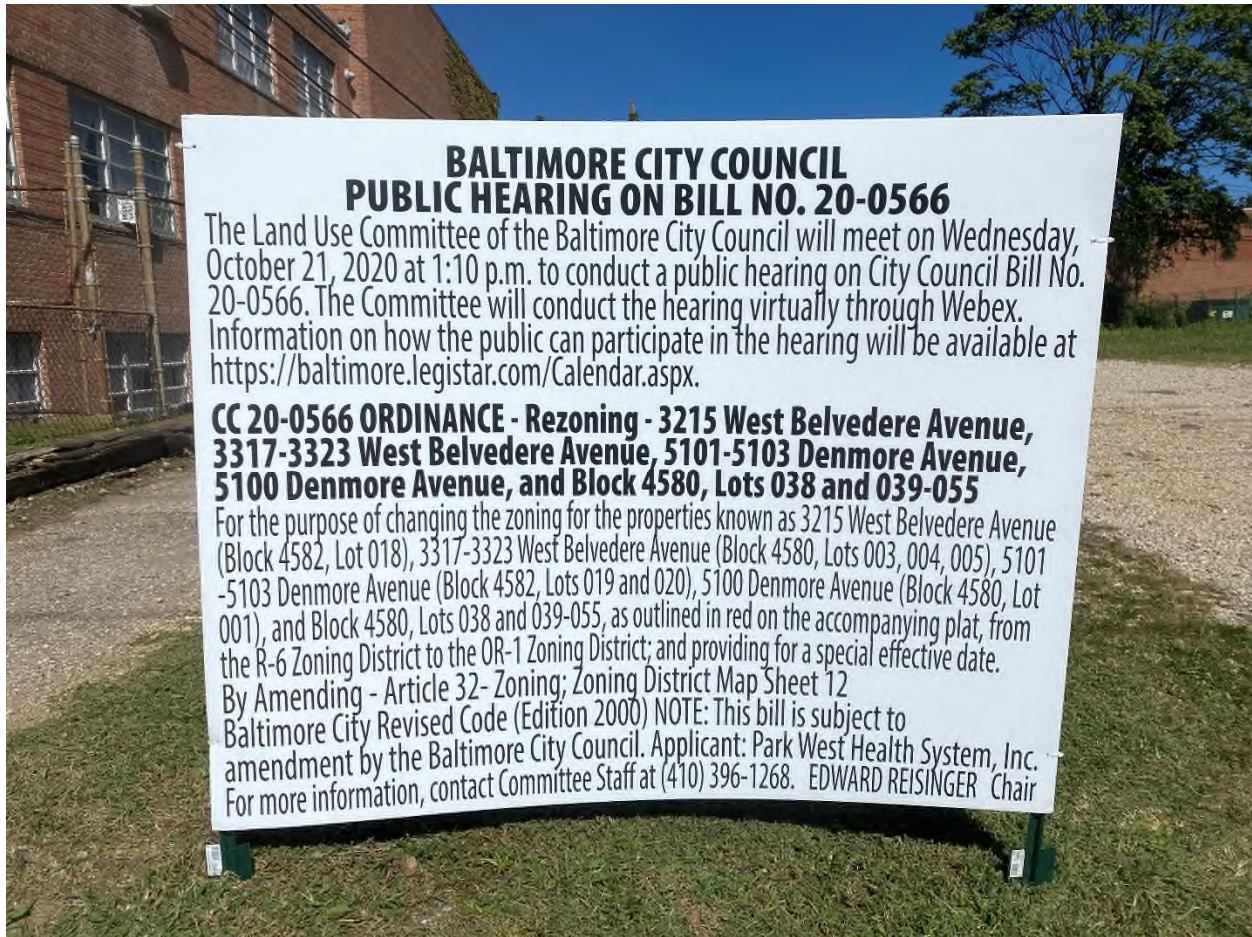 BALTIMORE CITY COUNCIL
PUBLIC HEARING ON BILL NO. 20-0566
The Land Use Committee of the Baltimore City Council will meet on Wednesday,
October 21, 2020 at 1:10 p.m. to conduct a public hearing on City Council Bill No.
20-0566. The Committee will conduct the hearing virtually through Webex.
Information on how the public can participate in the hearing will be available at
https://baltimore.legistar.com/Calendar.aspx.
CC 20-0566 ORDINANCE - Rezoning - 3215 West Belvedere Avenue,
3317-3323 West Belvedere Avenue, 5101-5103 Denmore Avenue,
5100 Denmore Avenue, and Block 4580, Lots 038 and 039-055
For the purpose of changing the zoning for the properties known as 3215 West Belvedere Avenue
(Block 4582, Lot 018), 3317-3323 West Belvedere Avenue (Block 4580, Lots 003, 004, 005), 5101
-5103 Denmore Avenue (Block 4582, Lots 019 and 020), 5100 Denmore Avenue (Block 4580, Lot
001), and Block 4580, Lots 038 and 039-055, as outlined in red on the accompanying plat, from
the R-6 Zoning District to the OR-1 Zoning District; and providing for a special effective date.
By Amending - Article 32- Zoning; Zoning District Map Sheet 12
Baltimore City Revised Code (Edition 2000) NOTE: This bill is subject to
amendment by the Baltimore City Council. Applicant: Park West Health System, Inc.
For more information, contact Committee Staff at (410) 396-1268. EDWARD REISINGER Chair